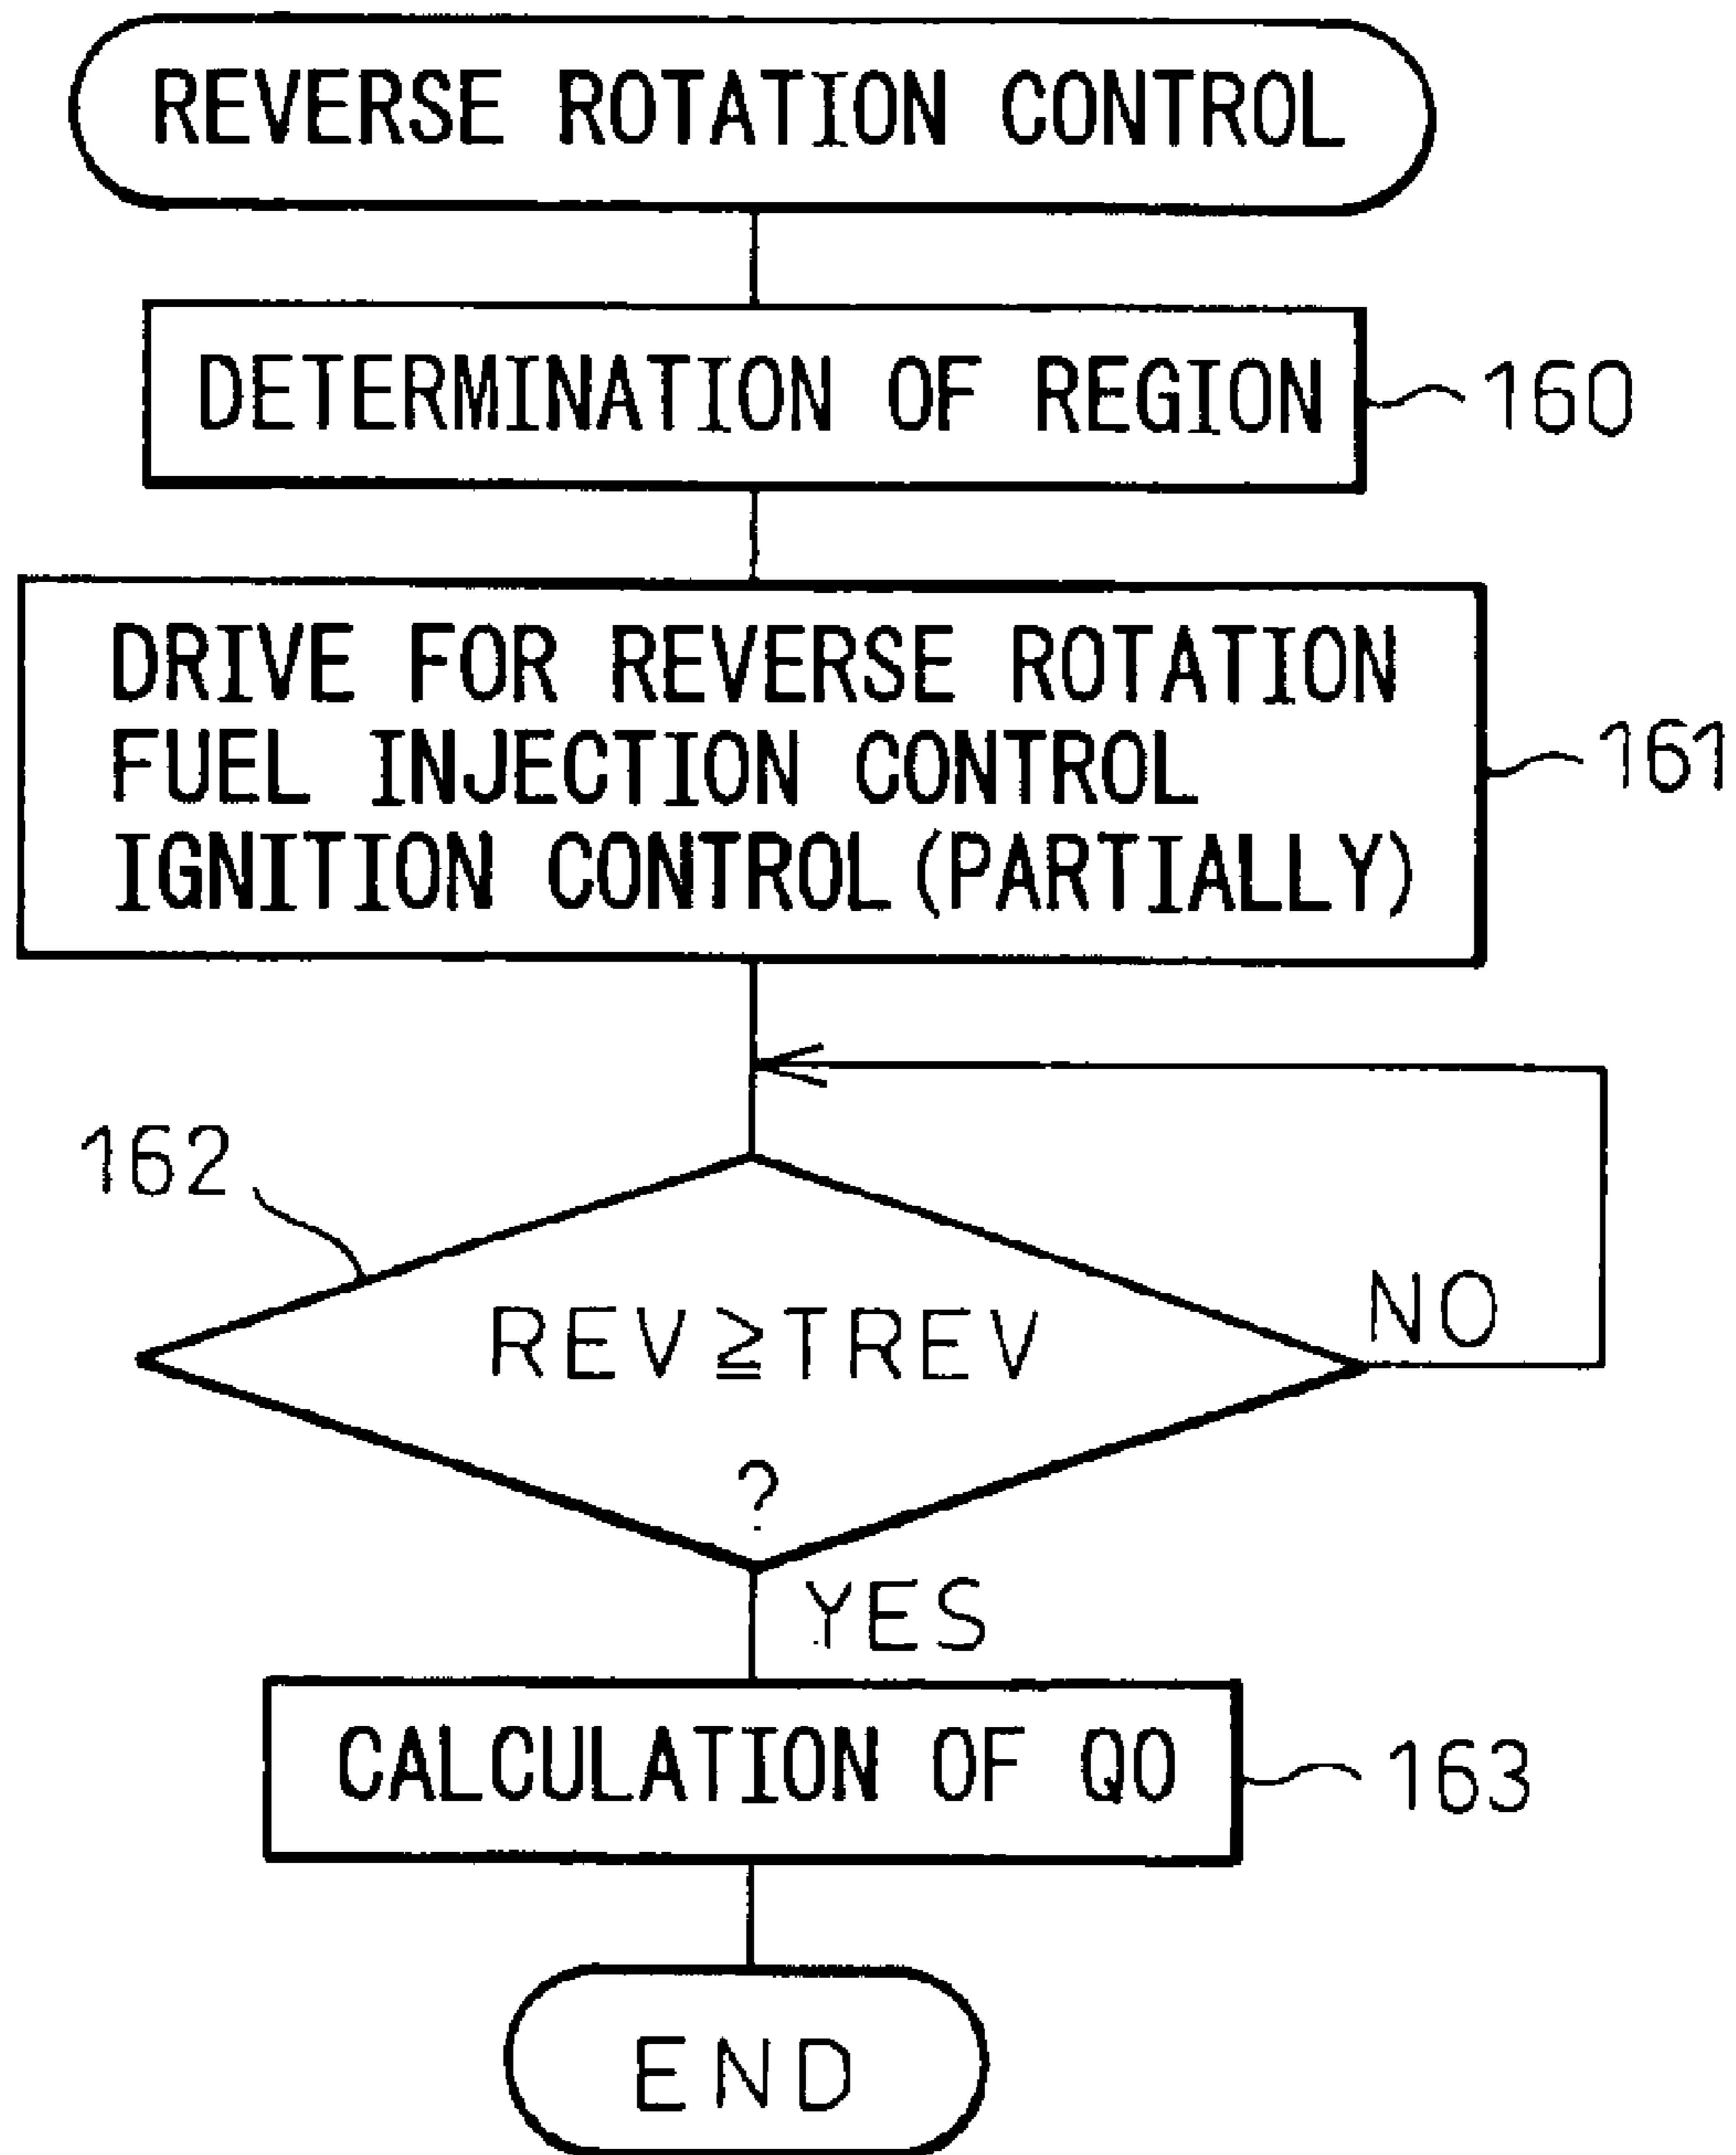 REVERSE ROTATION CONTROL
DETERMINATION OF REGION
160
DRIVE FOR REVERSE ROTATION
FUEL INJECTION CONTROL
IGNITION CONTROL (PARTIALLY)
161
162
REV≧TREV
?
NO
YES
CALCULATION OF Q0
163
END